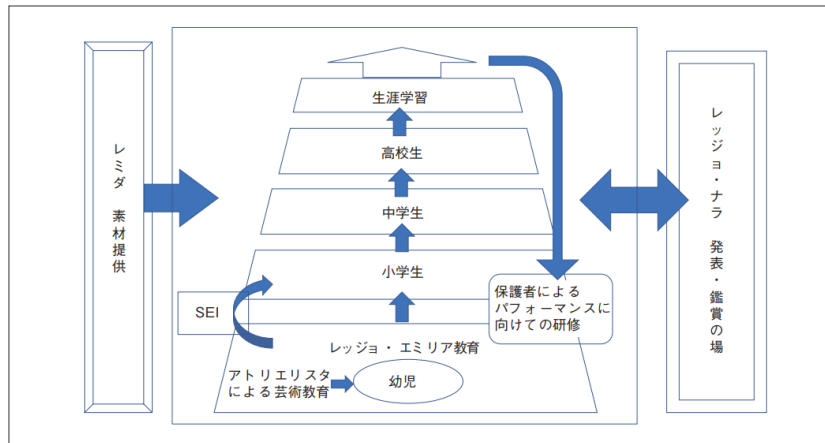 レミダ 素材提供
生涯学習
高校生
中学生
小学生
SEI
保護者による
パフォーマンスに
向けての研修
レッジョ・エミリア教育
アトリエリスタ
による芸術教育
幼児
レッジョ・ナラ 発表・鑑賞の場